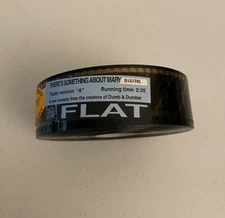 THERE'S SOMETHING ABOUT MARY DIGITAL
Trailer version: "A" Running time: 2:30
A new comedy from the creators of Dumb & Dumber
FLAT